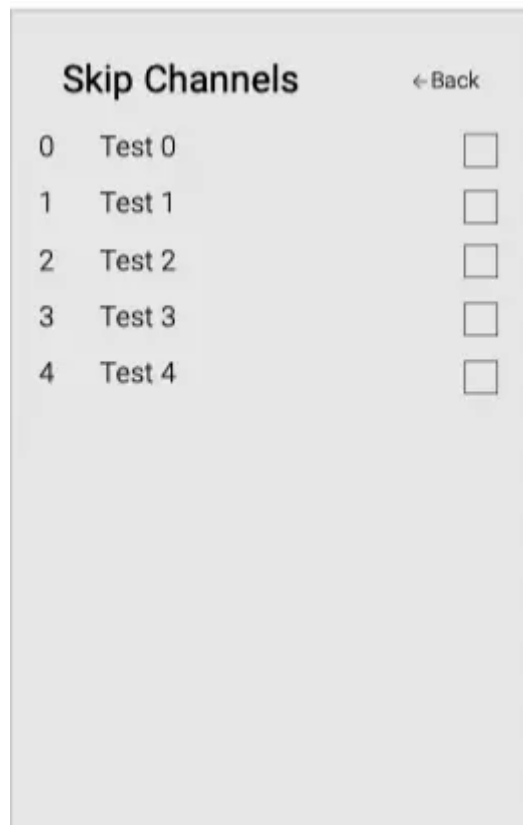 Skip Channels ←Back
0 Test 0
1 Test 1
2 Test 2
3 Test 3
4 Test 4